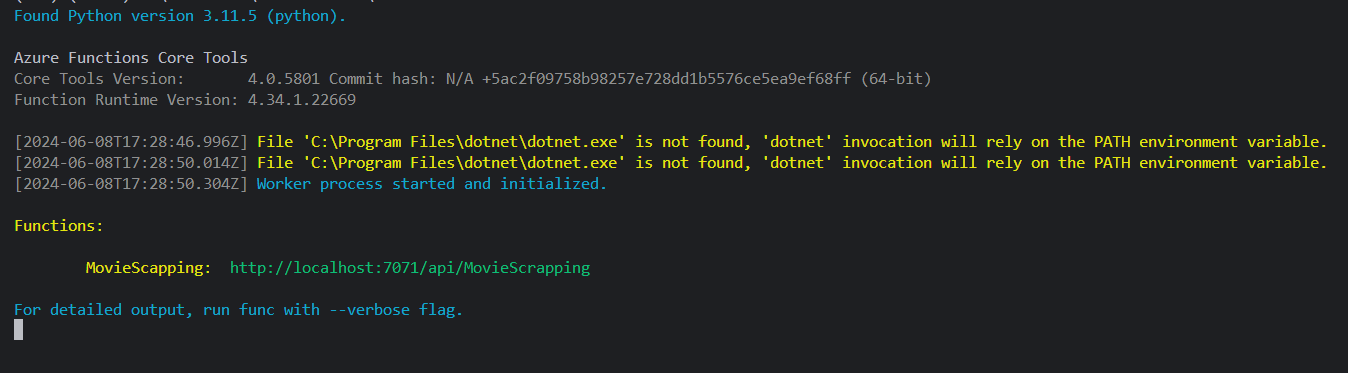 Found Python version 3.11.5 (python).
Azure Functions Core Tools
Core Tools Version:       4.0.5801 Commit hash: N/A +5ac2f09758b98257e728dd1b5576ce5ea9ef68ff (64-bit)
Function Runtime Version: 4.34.1.22669
[2024-06-08T17:28:46.996Z] File 'C:\Program Files\dotnet\dotnet.exe' is not found, 'dotnet' invocation will rely on the PATH environment variable.
[2024-06-08T17:28:50.014Z] File 'C:\Program Files\dotnet\dotnet.exe' is not found, 'dotnet' invocation will rely on the PATH environment variable.
[2024-06-08T17:28:50.304Z] Worker process started and initialized.
Functions:
MovieScapping:  http://localhost:7071/api/MovieScrapping
For detailed output, run func with --verbose flag.